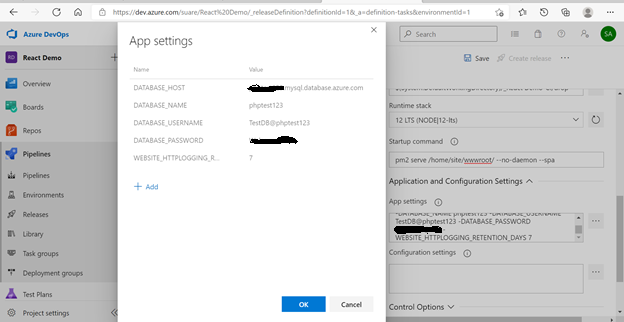 https://dev.azure.com/suare/React%20Demo/_releaseDefinition?definitionId=1&_a=definition-tasks&environmentId=1
Azure DevOps
Search
SA
RD React Demo
Overview
Boards
Repos
Pipelines
Pipelines
Environments
Releases
Library
Task groups
Deployment groups
Test Plans
Project settings
App settings
Name Value
DATABASE_HOST mysql.database.azure.com
DATABASE_NAME phptest123
DATABASE_USERNAME TestDB@phptest123
DATABASE_PASSWORD
WEBSITE_HTTPLOGGING_R... 7
+ Add
OK Cancel
Save Create release
Runtime stack
12 LTS (NODE|12-lts)
Startup command
pm2 serve /home/site/wwwroot/ --no-daemon --spa
Application and Configuration Settings
App settings
-DATABASE_NAME phptest123 -DATABASE_USERNAME
TestDB@phptest123 -DATABASE_PASSWORD
WEBSITE_HTTPLOGGING_RETENTION_DAYS 7
Configuration settings
Control Options